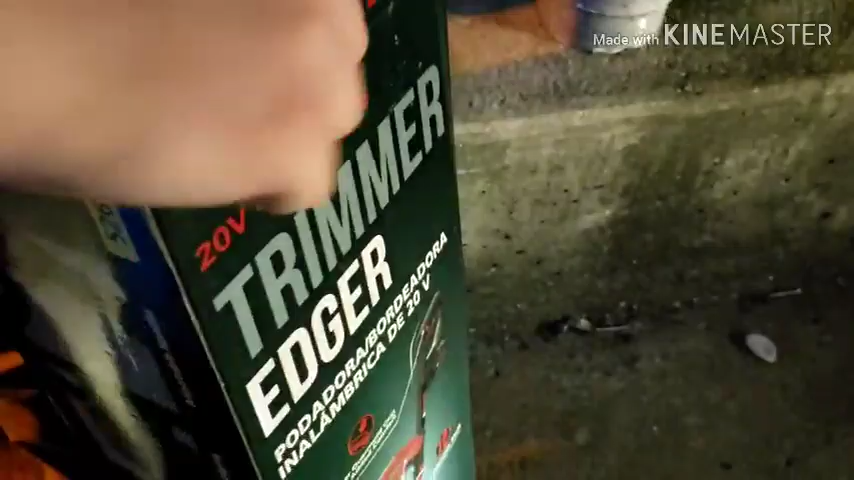 Made with KINEMASTER
20V
TRIMMER
EDGER
PODADORA/BORDEADORA
INALÁMBRICA DE 20 V